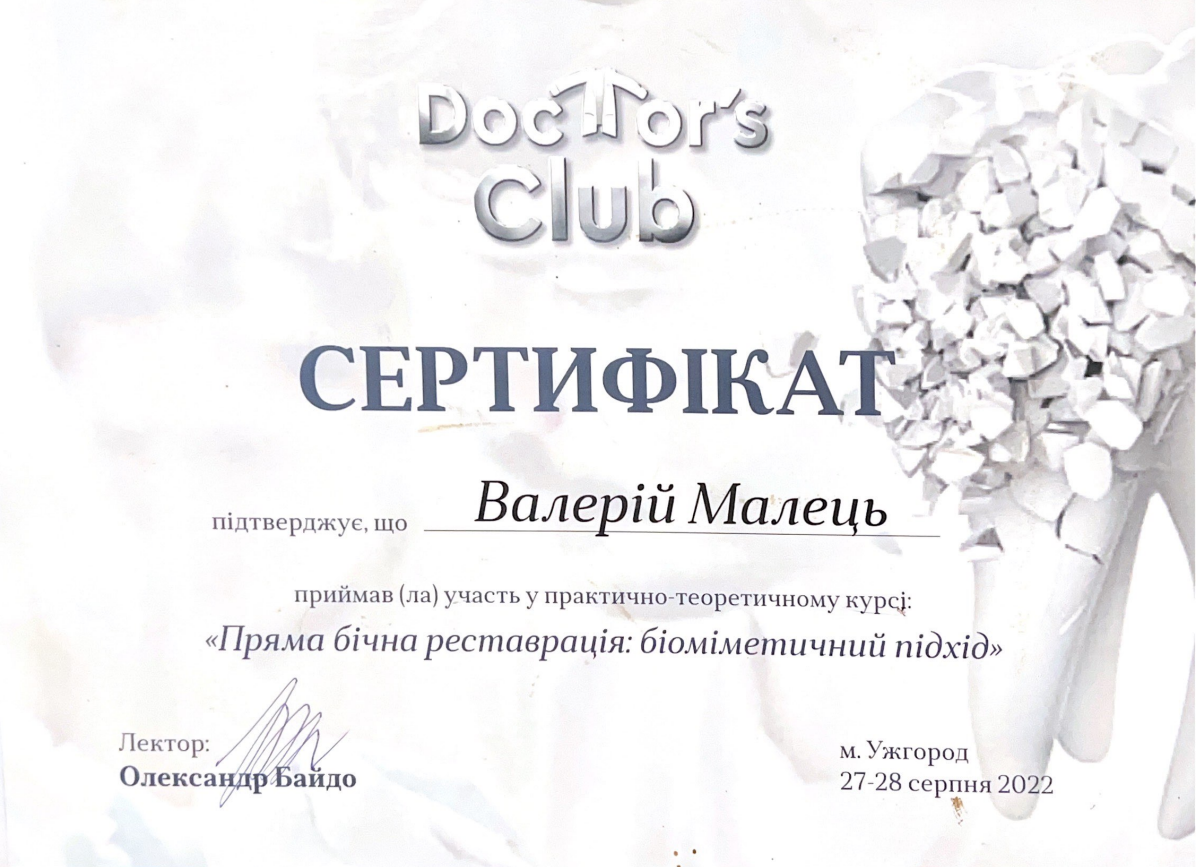 Docttor's
Club
СЕРТИФІКАТ
підтверджує, що Валерій Малець
приймав (ла) участь у практично-теоретичному курсі:
«Пряма бічна реставрація: біоміметичний підхід»
Лектор:
Олександр Байдо
м. Ужгород
27-28 серпня 2022